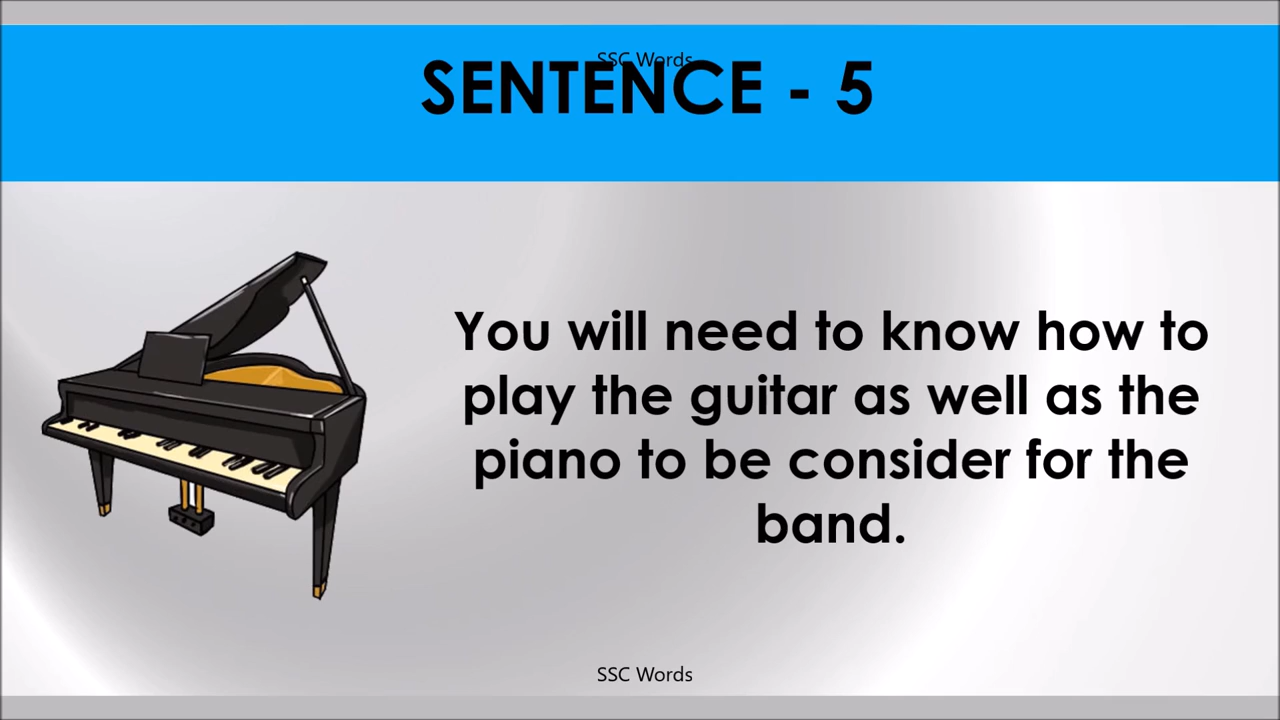 SSC Words
SENTENCE - 5
You will need to know how to
play the guitar as well as the
piano to be consider for the
band.
SSC Words